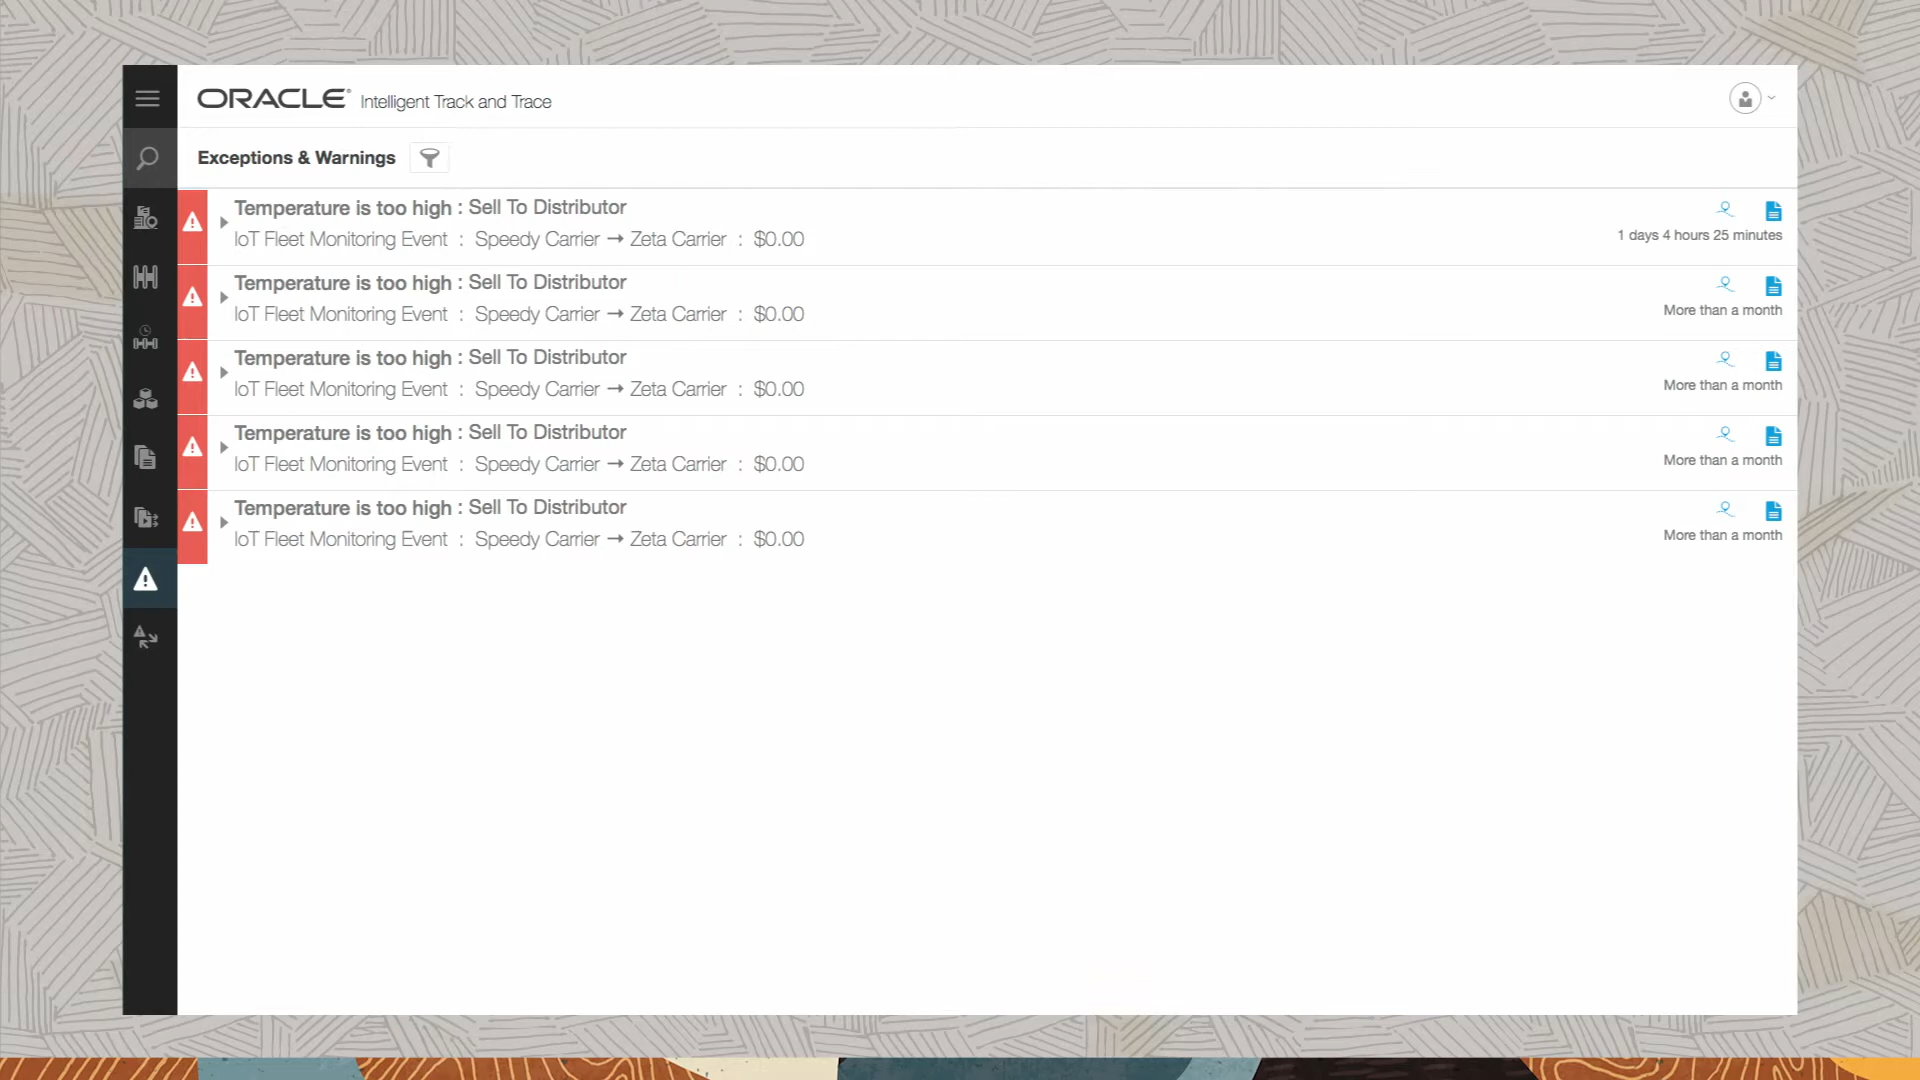 ORACLE® Intelligent Track and Trace
Exceptions & Warnings
Temperature is too high : Sell To Distributor
IoT Fleet Monitoring Event : Speedy Carrier → Zeta Carrier : $0.00
1 days 4 hours 25 minutes
Temperature is too high : Sell To Distributor
IoT Fleet Monitoring Event : Speedy Carrier → Zeta Carrier : $0.00
More than a month
Temperature is too high : Sell To Distributor
IoT Fleet Monitoring Event : Speedy Carrier → Zeta Carrier : $0.00
More than a month
Temperature is too high : Sell To Distributor
IoT Fleet Monitoring Event : Speedy Carrier → Zeta Carrier : $0.00
More than a month
Temperature is too high : Sell To Distributor
IoT Fleet Monitoring Event : Speedy Carrier → Zeta Carrier : $0.00
More than a month